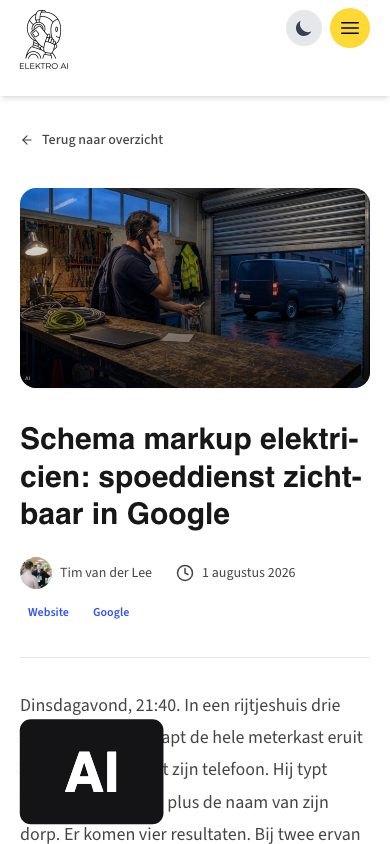 ELEKTRO AI
Terug naar overzicht
AI
Schema markup elektri-
cien: spoeddienst zicht-
baar in Google
Tim van der Lee
1 augustus 2026
Website
Google
Dinsdagavond, 21:40. In een rijtjeshuis drie
de hele meterkast eruit
zijn telefoon. Hij typt
AI
plus de naam van zijn
dorp. Er komen vier resultaten. Bij twee ervan